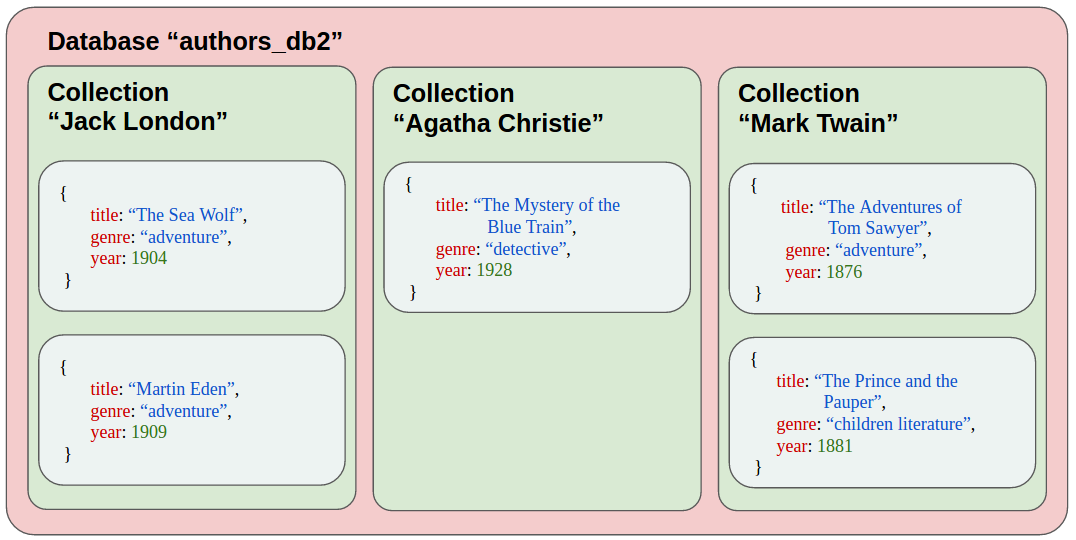 Database “authors_db2”
Collection
“Jack London”
{
title: “The Sea Wolf”,
genre: “adventure”,
year: 1904
}
{
title: “Martin Eden”,
genre: “adventure”,
year: 1909
}
Collection
“Agatha Christie”
{
title: “The Mystery of the
Blue Train”,
genre: “detective”,
year: 1928
}
Collection
“Mark Twain”
{
title: “The Adventures of
Tom Sawyer”,
genre: “adventure”,
year: 1876
}
{
title: “The Prince and the
Pauper”,
genre: “children literature”,
year: 1881
}